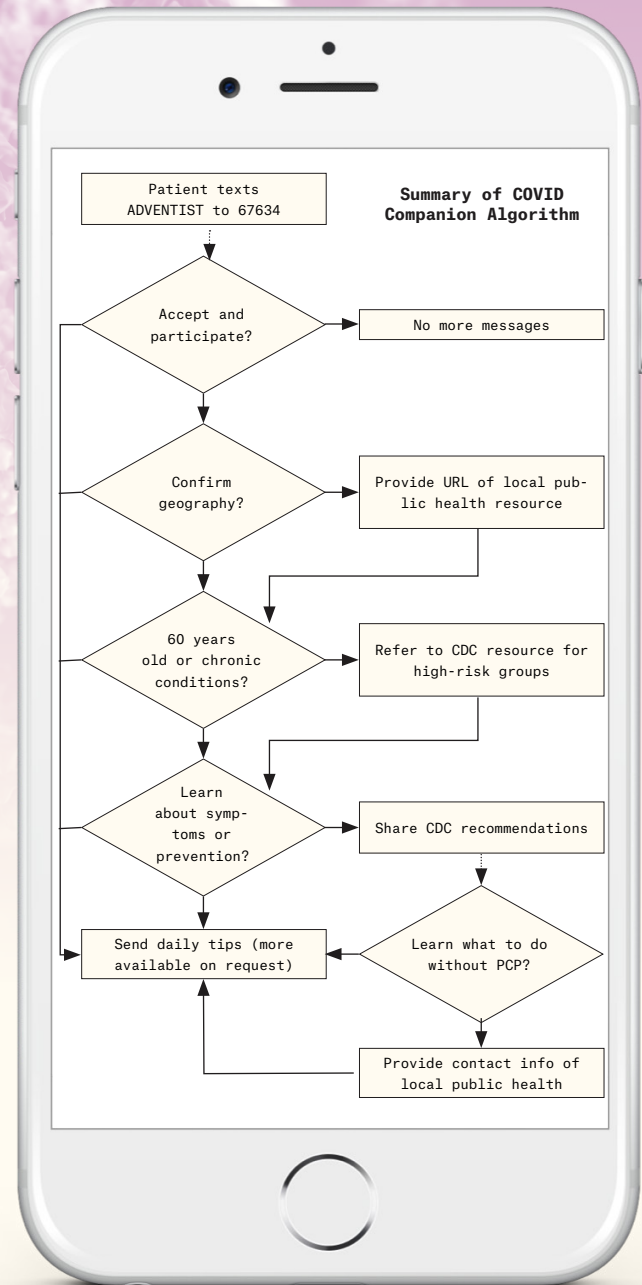 Patient texts
ADVENTIST to 67634
Summary of COVID
Companion Algorithm
Accept and
participate?
No more messages
Confirm
geography?
Provide URL of local pub-
lic health resource
60 years
old or chronic
conditions?
Refer to CDC resource for
high-risk groups
Learn
about symp-
toms or
prevention?
Share CDC recommendations
Send daily tips (more
available on request)
Learn what to do
without PCP?
Provide contact info of
local public health